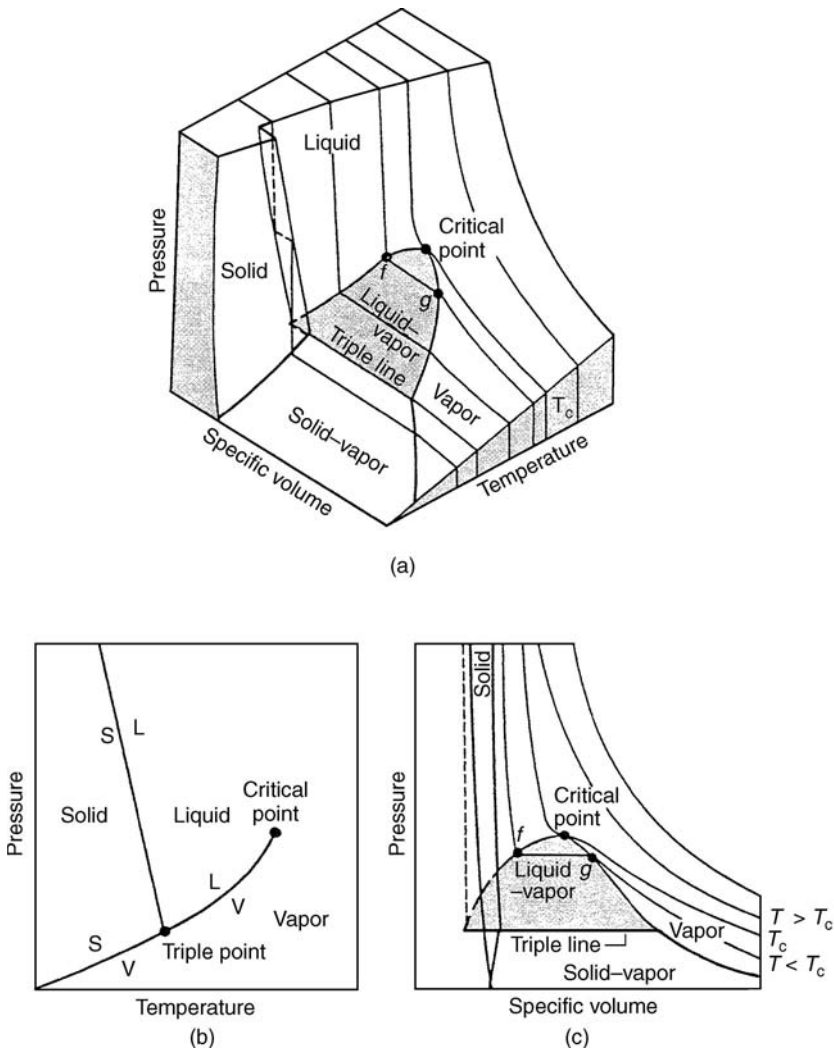 Liquid
Critical
point
Pressure
Solid
f
g
Liquid–
vapor
Triple line
Vapor
T_c
Solid–vapor
Specific volume
Temperature
(a)
S
L
Solid
Pressure
Solid
Liquid
Critical
point
Critical
point
Pressure
f
g
L
V
Liquid
–vapor
Vapor
S
V
Triple point
Triple line
Vapor
Solid–vapor
T > T_c
T_c
T < T_c
Temperature
Specific volume
(b)
(c)